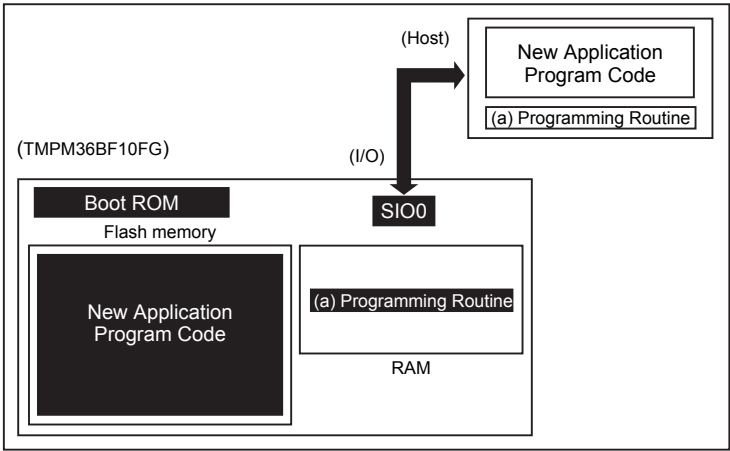 (Host)
New Application
Program Code
(a) Programming Routine
(TMPM36BF10FG)
(I/O)
Boot ROM
SIO0
Flash memory
New Application
Program Code
(a) Programming Routine
RAM